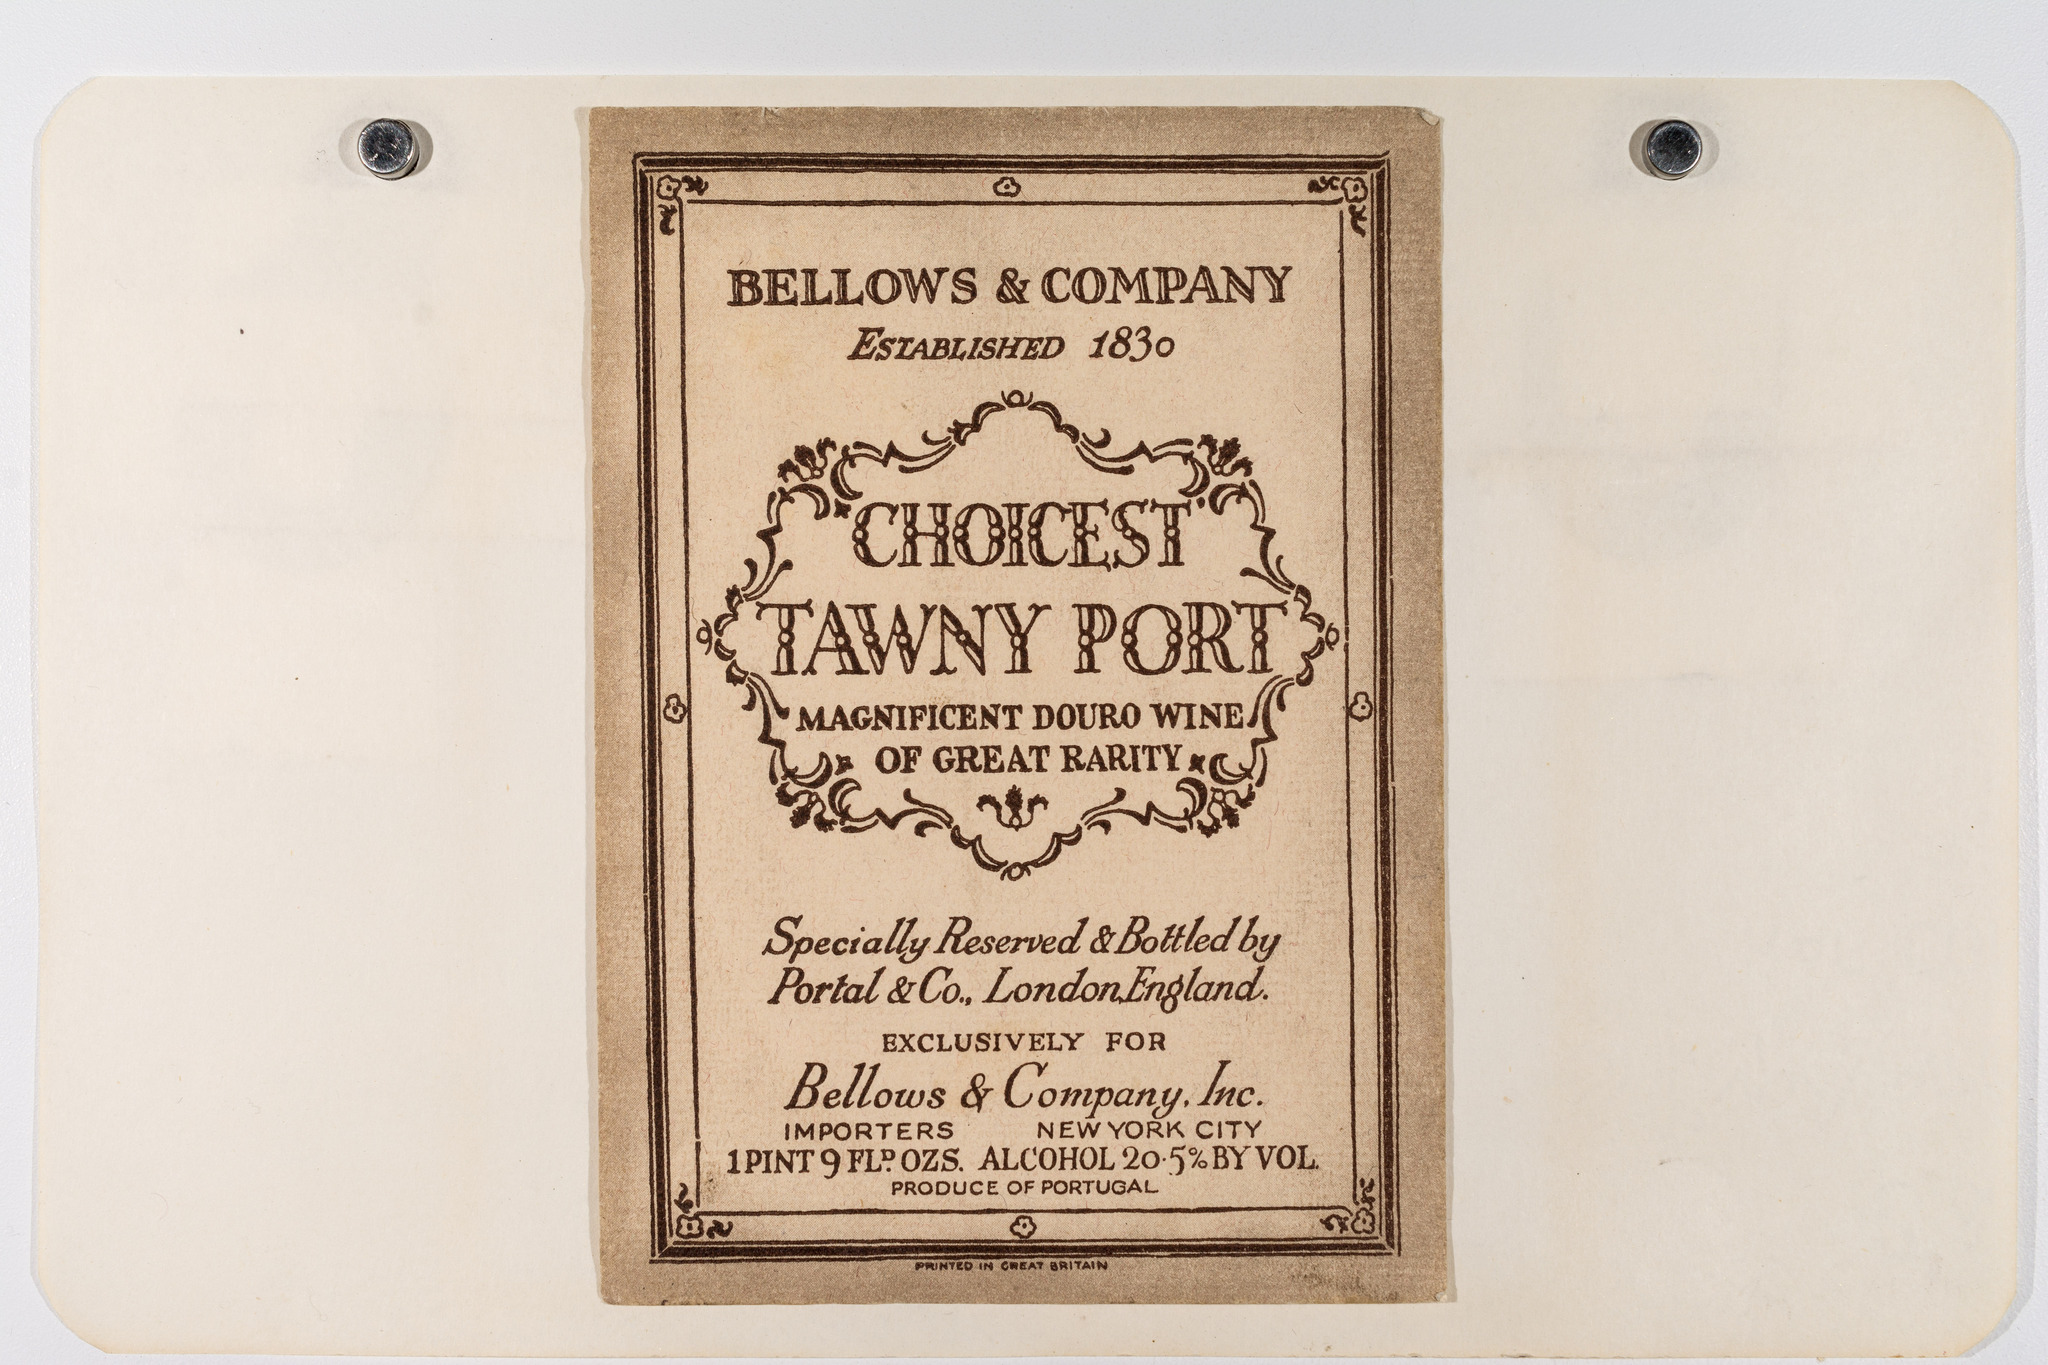 BELLOWS & COMPANY
ESTABLISHED 1830
"CHOICEST"
TAWNY PORT
MAGNIFICENT DOURO WINE
OF GREAT RARITY
Specially Reserved & Bottled by
Portal & Co., London, England.
EXCLUSIVELY FOR
Bellows & Company, Inc.
IMPORTERS NEW YORK CITY
1 PINT 9 FLD. OZS. ALCOHOL 20·5% BY VOL.
PRODUCE OF PORTUGAL
PRINTED IN GREAT BRITAIN